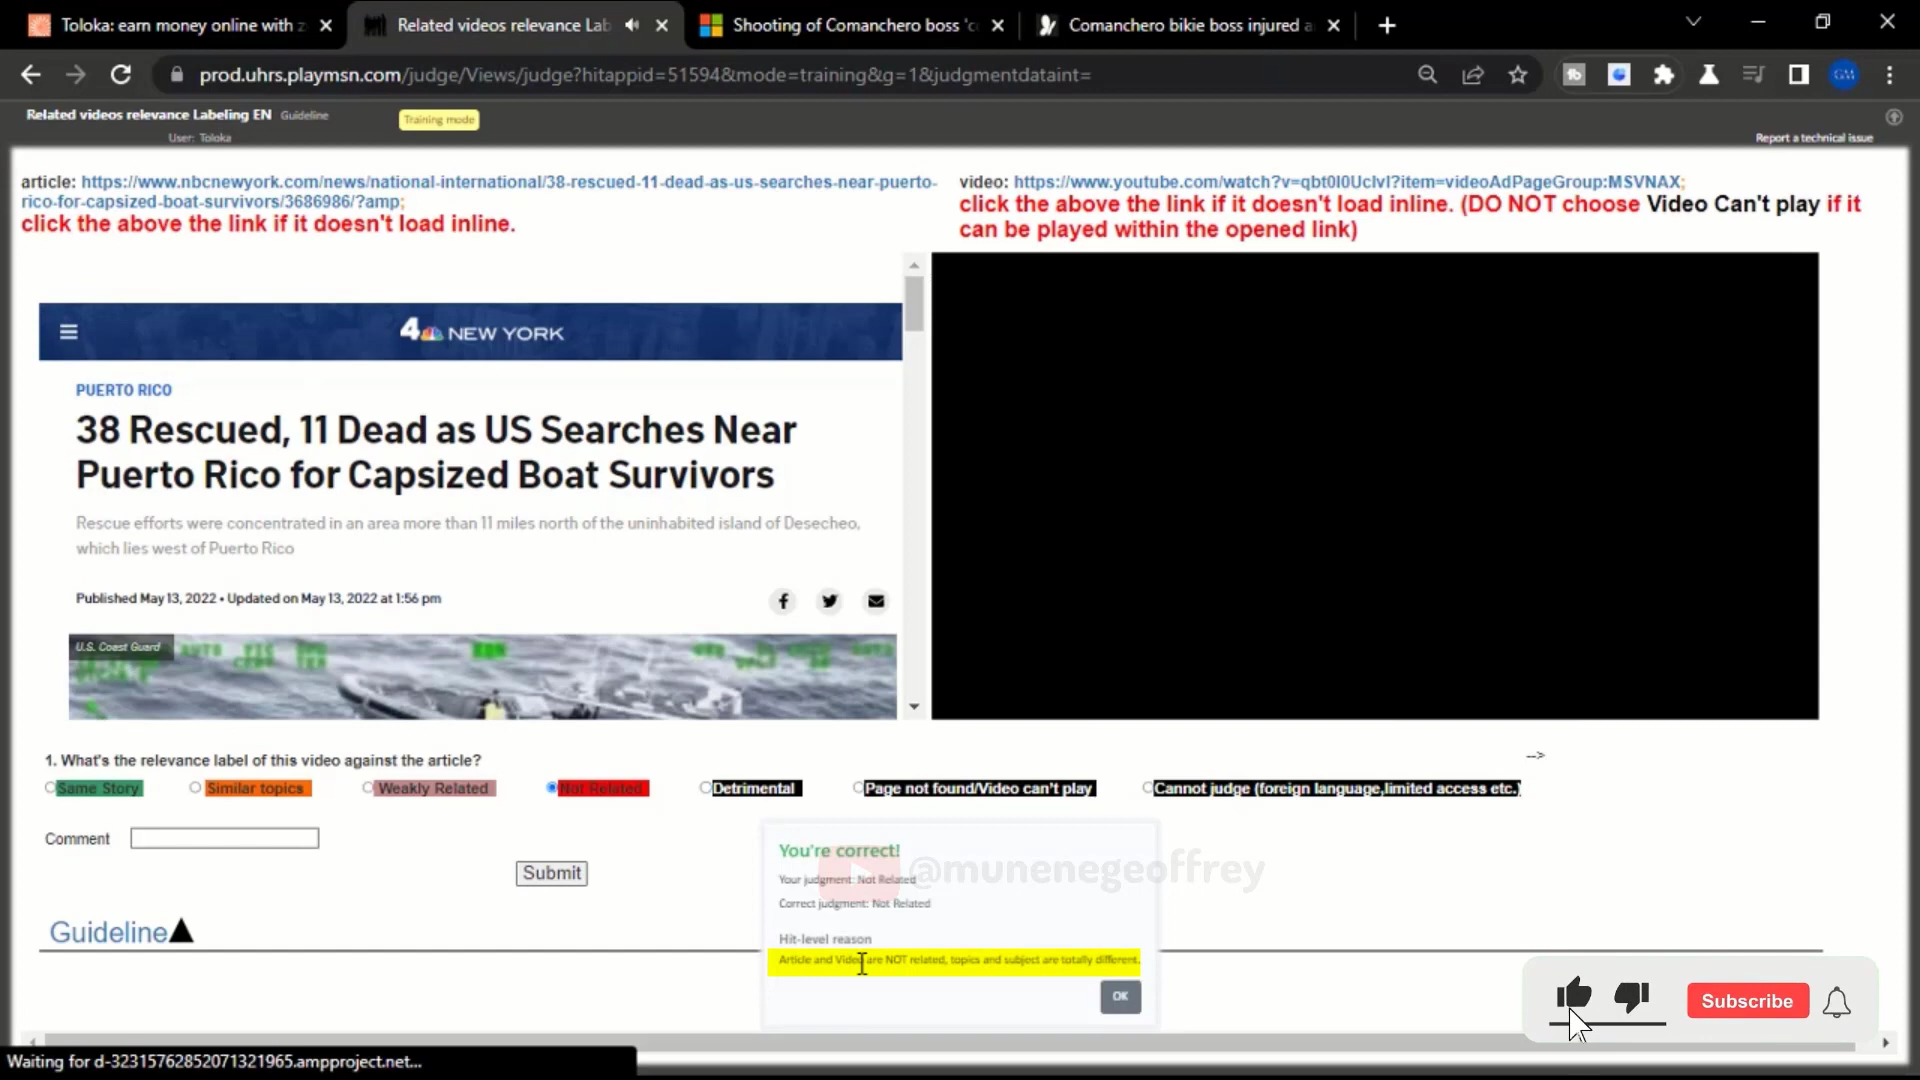 Toloka: earn money online with z
Related videos relevance Lab
Shooting of Comanchero boss 'c
Comanchero bikie boss injured a
prod.uhrs.playmsn.com/judge/Views/judge?hitappid=51594&mode=training&g=1&judgmentdataint=
GM
Related videos relevance Labeling EN Guideline
Training mode
User: Toloka
Report a technical issue
article: https://www.nbcnewyork.com/news/national-international/38-rescued-11-dead-as-us-searches-near-puerto-
rico-for-capsized-boat-survivors/3686986/?amp;
click the above the link if it doesn't load inline.
video: https://www.youtube.com/watch?v=qbt0I0UcIvI?item=videoAdPageGroup:MSVNAX;
click the above the link if it doesn't load inline. (DO NOT choose Video Can't play if it
can be played within the opened link)
4 NEW YORK
PUERTO RICO
38 Rescued, 11 Dead as US Searches Near
Puerto Rico for Capsized Boat Survivors
Rescue efforts were concentrated in an area more than 11 miles north of the uninhabited island of Desecheo,
which lies west of Puerto Rico
Published May 13, 2022 • Updated on May 13, 2022 at 1:56 pm
U.S. Coast Guard
1. What's the relevance label of this video against the article?
-->
Same Story Similar topics Weakly Related Not Related Detrimental Page not found/Video can't play Cannot judge (foreign language,limited access etc.)
Comment
Submit
You're correct!
@munenegeoffrey
Your judgment: Not Related
Correct judgment: Not Related
Guideline
Hit-level reason
Article and Video are NOT related, topics and subject are totally different.
OK
Subscribe
Waiting for d-32315762852071321965.ampproject.net...